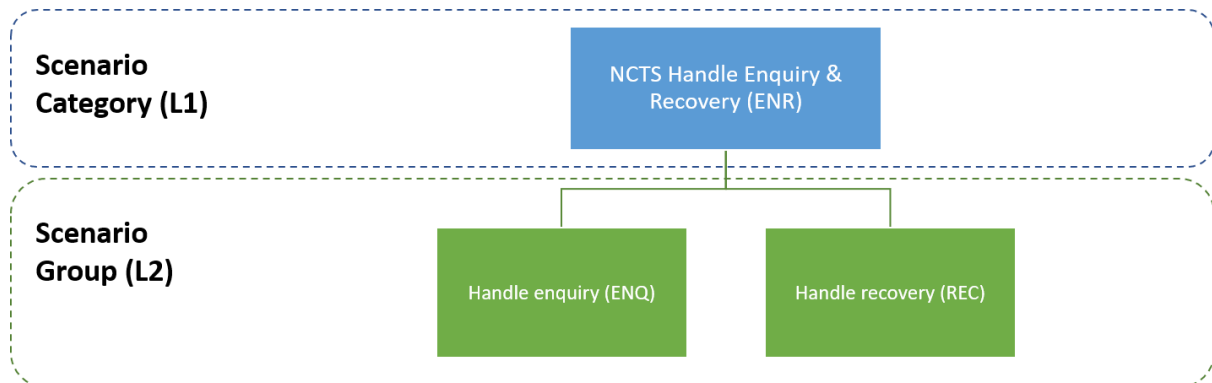 Scenario
Category (L1)
NCTS Handle Enquiry &
Recovery (ENR)
Scenario
Group (L2)
Handle enquiry (ENQ)
Handle recovery (REC)